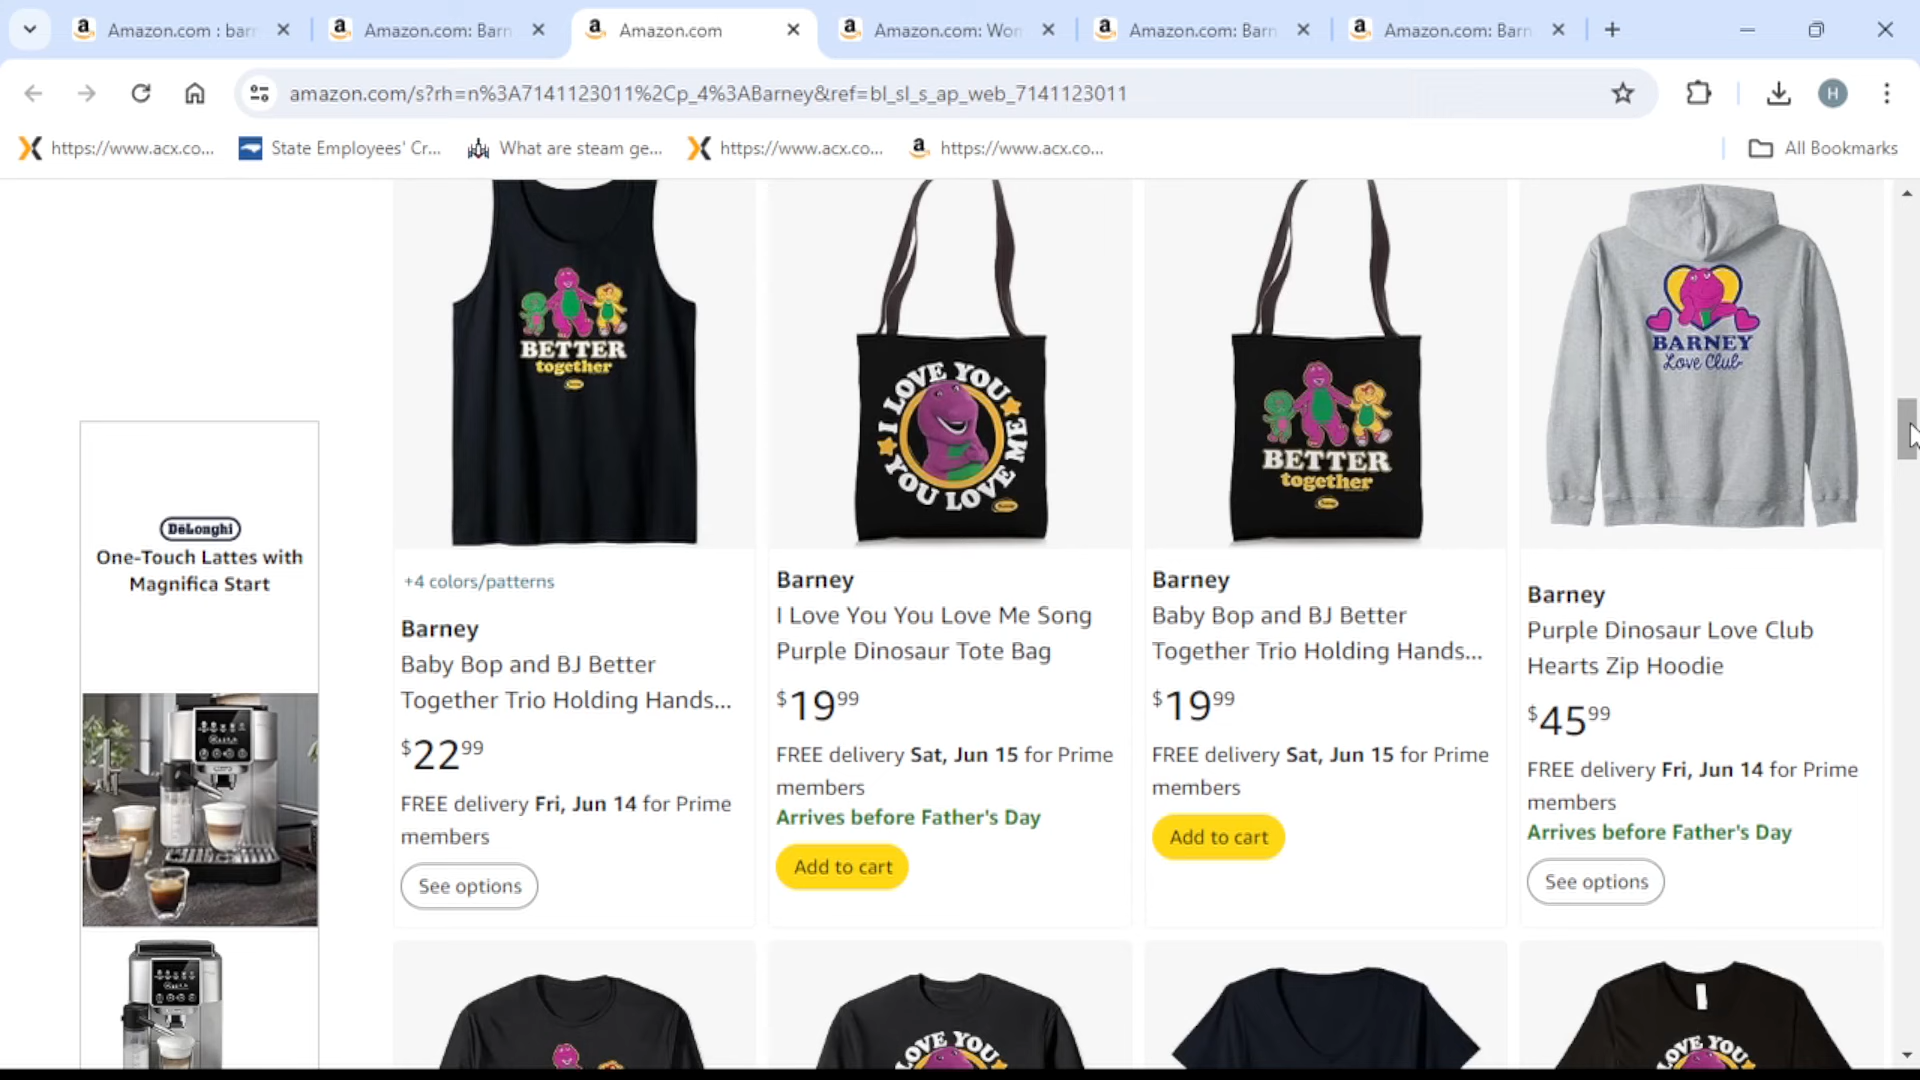 Amazon.com : bar
Amazon.com: Barn
Amazon.com
Amazon.com: Wor
Amazon.com: Barn
Amazon.com: Barn
amazon.com/s?rh=n%3A7141123011%2Cp_4%3ABarney&ref=bl_sl_s_ap_web_7141123011
H
https://www.acx.co...
State Employees' Cr...
What are steam ge...
https://www.acx.co...
https://www.acx.co...
All Bookmarks
BETTER
together
I LOVE YOU
YOU LOVE ME
BETTER
together
BARNEY
Love Club
DeLonghi
One-Touch Lattes with
Magnifica Start
+4 colors/patterns
Barney
Baby Bop and BJ Better
Together Trio Holding Hands...
$22.99
FREE delivery Fri, Jun 14 for Prime
members
See options
Barney
I Love You You Love Me Song
Purple Dinosaur Tote Bag
$19.99
FREE delivery Sat, Jun 15 for Prime
members
Arrives before Father's Day
Add to cart
Barney
Baby Bop and BJ Better
Together Trio Holding Hands...
$19.99
FREE delivery Sat, Jun 15 for Prime
members
Add to cart
Barney
Purple Dinosaur Love Club
Hearts Zip Hoodie
$45.99
FREE delivery Fri, Jun 14 for Prime
members
Arrives before Father's Day
See options
LOVE YOU
LOVE YOU